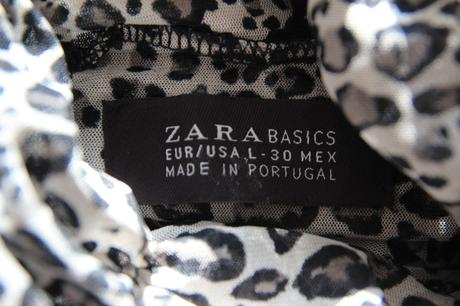 ZARA BASICS
EUR/USA L-30 MEX
MADE IN PORTUGAL